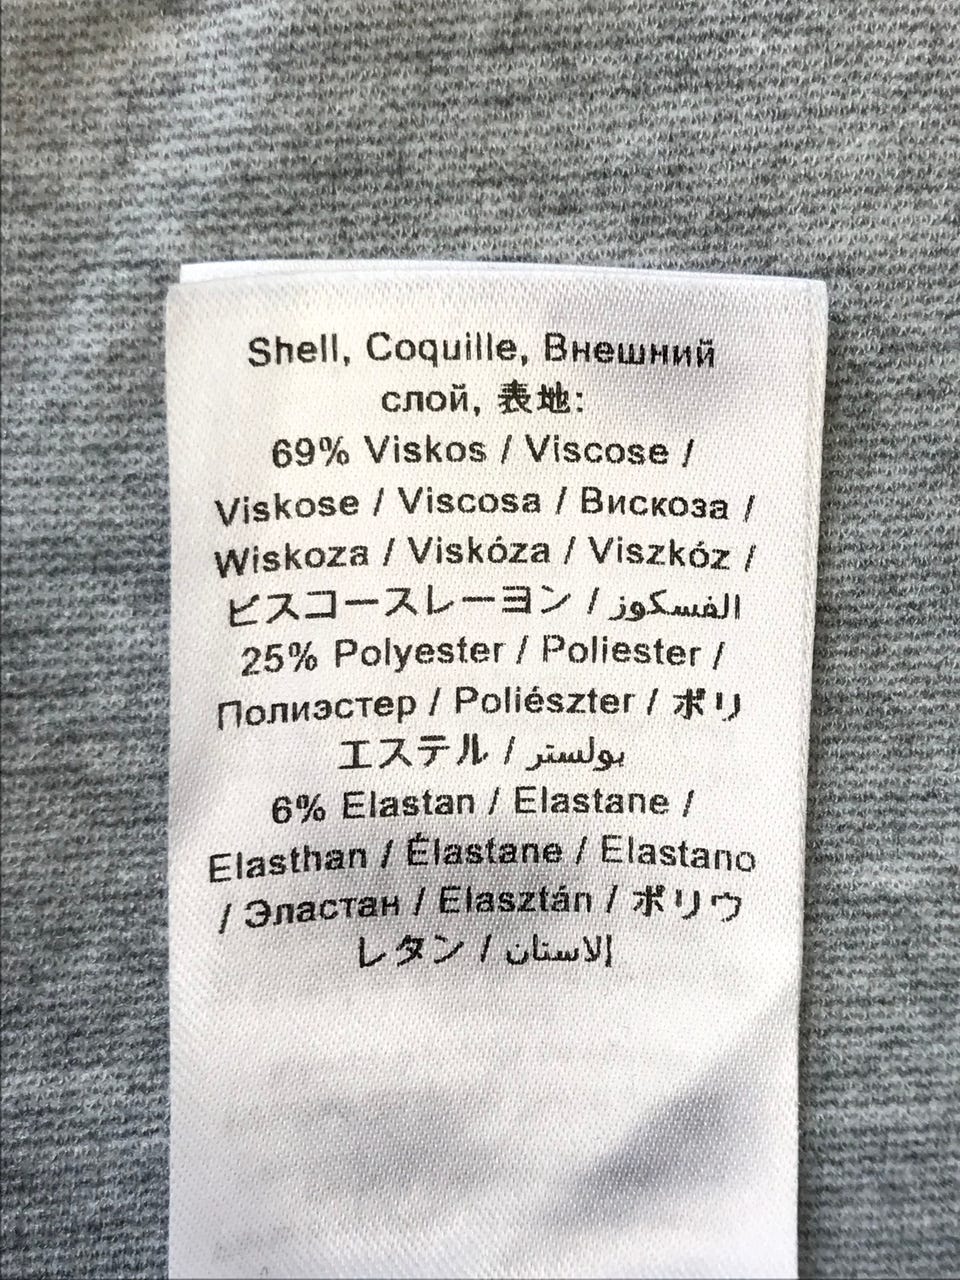 Shell, Coquille, Внешний
слой, 表地:
69% Viskos / Viscose /
Viskose / Viscosa / Вискоза /
Wiskoza / Viskóza / Viszkóz /
ビスコースレーヨン / الفسكوز
25% Polyester / Poliester /
Полиэстер / Poliészter / ポリ
エステル / بولستر
6% Elastan / Elastane /
Elasthan / Élastane / Elastano
/ Эластан / Elasztán / ポリウ
レタン / إلاستان